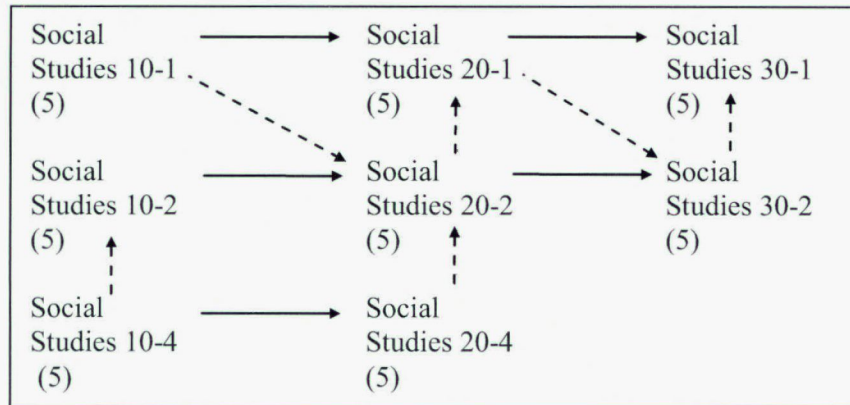 Social
Studies 10-1
(5)
Social
Studies 20-1
(5)
Social
Studies 30-1
(5)
Social
Studies 10-2
(5)
Social
Studies 20-2
(5)
Social
Studies 30-2
(5)
Social
Studies 10-4
(5)
Social
Studies 20-4
(5)